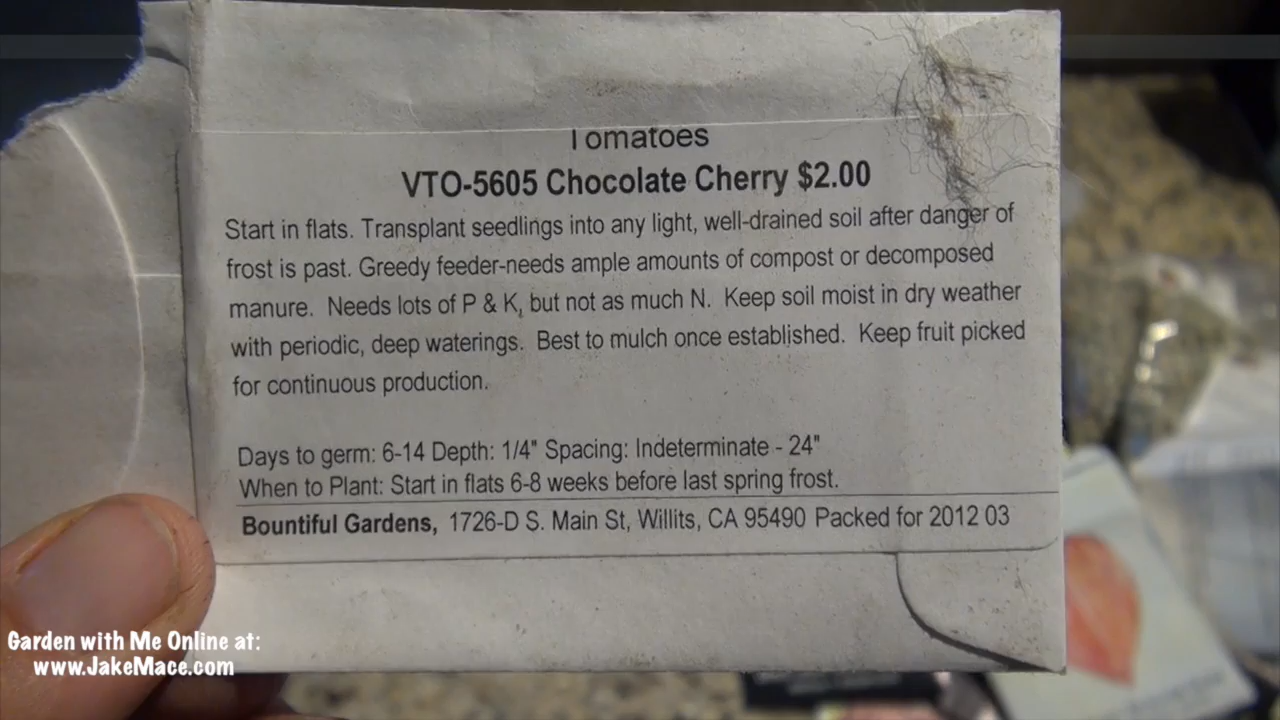 Tomatoes
VTO-5605 Chocolate Cherry $2.00
Start in flats. Transplant seedlings into any light, well-drained soil after danger of
frost is past. Greedy feeder-needs ample amounts of compost or decomposed
manure. Needs lots of P & K, but not as much N. Keep soil moist in dry weather
with periodic, deep waterings. Best to mulch once established. Keep fruit picked
for continuous production.
Days to germ: 6-14 Depth: 1/4" Spacing: Indeterminate - 24"
When to Plant: Start in flats 6-8 weeks before last spring frost.
Bountiful Gardens, 1726-D S. Main St, Willits, CA 95490 Packed for 2012 03
Garden with Me Online at:
www.JakeMace.com